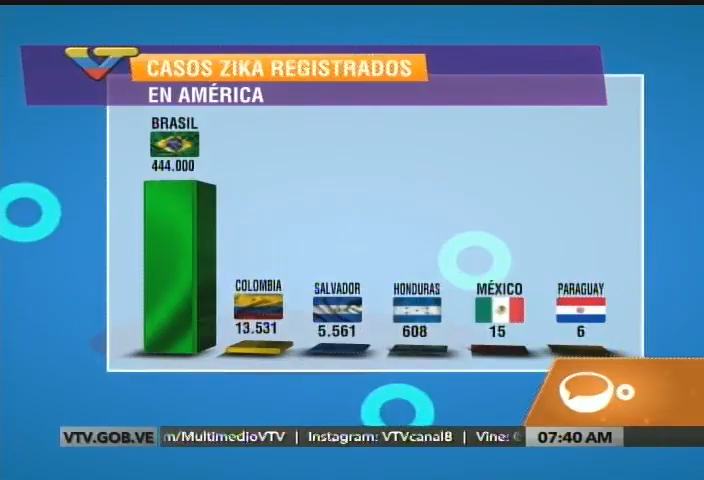 CASOS ZIKA REGISTRADOS
EN AMÉRICA
BRASIL
444.000
COLOMBIA
13.531
SALVADOR
5.561
HONDURAS
608
MÉXICO
15
PARAGUAY
6
VTV.GOB.VE m/MultimedioVTV | Instagram: VTVcanal8 | Vine: 07:40 AM